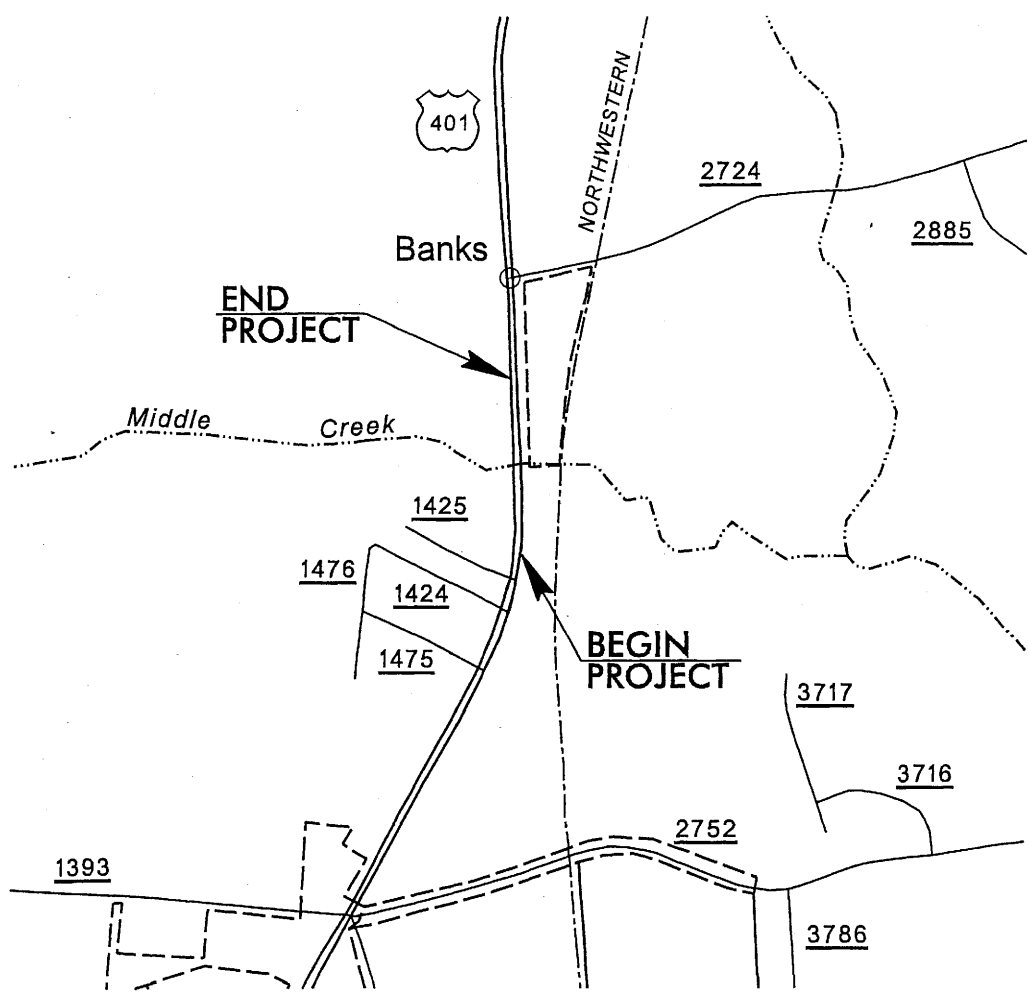 401
NORTHWESTERN
2724
2885
Banks
END
PROJECT
Middle Creek
1425
1476
1424
1475
BEGIN
PROJECT
3717
3716
2752
1393
3786